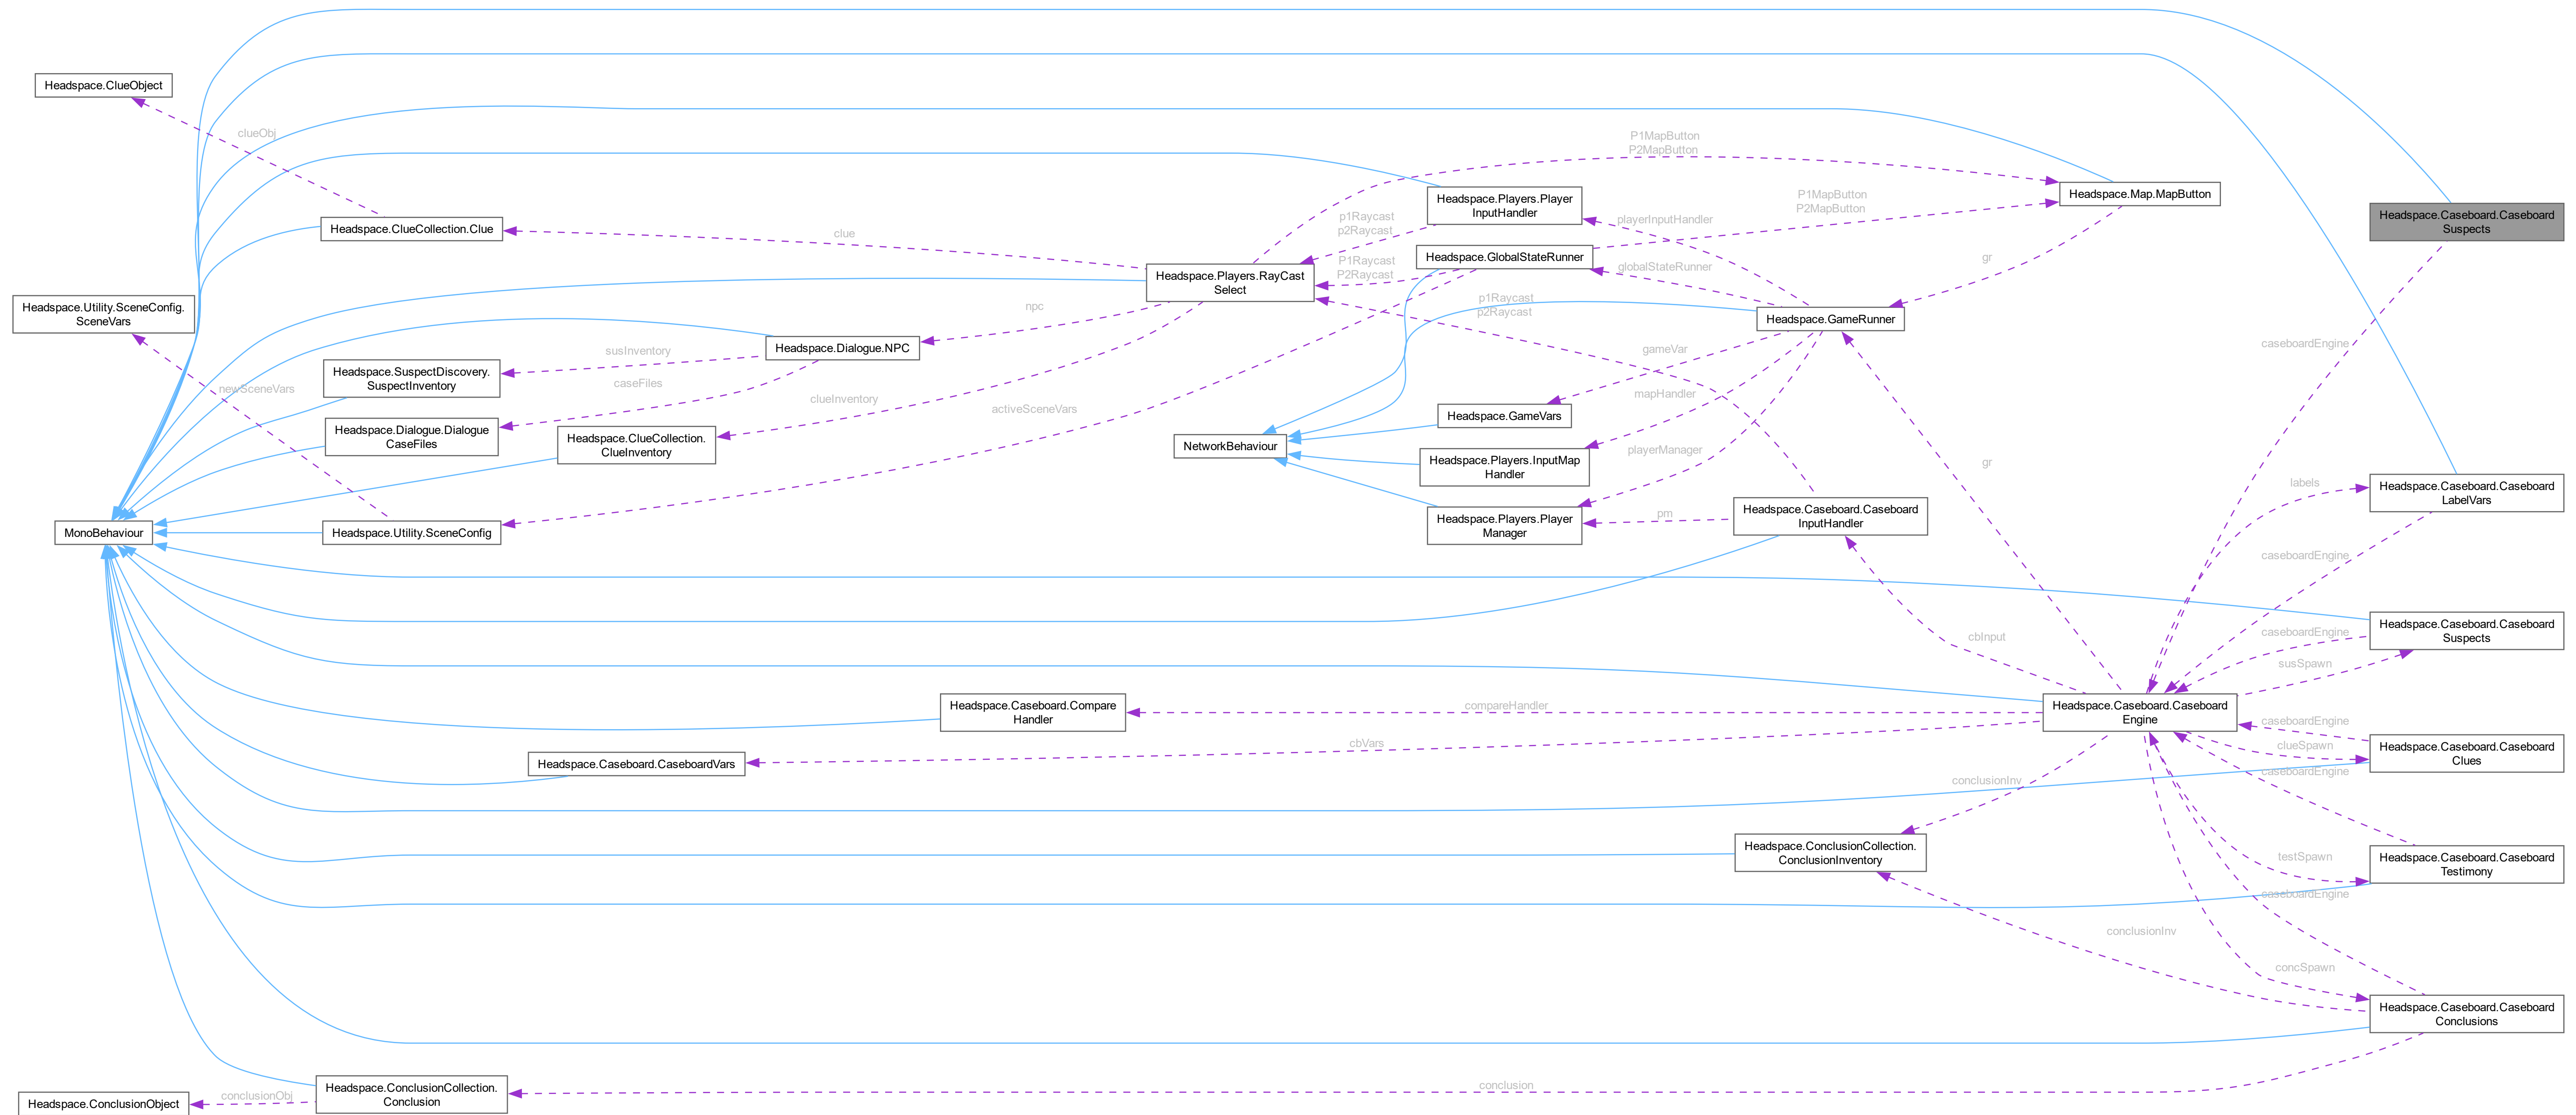 Headspace.ClueObject
clueObj
P1MapButton
P2MapButton
Headspace.Map.MapButton
Headspace.Players.Player
InputHandler
P1MapButton
P2MapButton
Headspace.Caseboard.Caseboard
Suspects
Headspace.ClueCollection.Clue
clue
p1Raycast
p2Raycast
playerInputHandler
Headspace.GlobalStateRunner
gr
Headspace.Players.RayCast
Select
P1Raycast
P2Raycast
globalStateRunner
Headspace.Utility.SceneConfig.
SceneVars
npc
p1Raycast
p2Raycast
Headspace.GameRunner
caseboardEngine
Headspace.Dialogue.NPC
susInventory
gameVar
Headspace.SuspectDiscovery.
SuspectInventory
newSceneVars
caseFiles
clueInventory
activeSceneVars
mapHandler
Headspace.GameVars
Headspace.Dialogue.Dialogue
CaseFiles
Headspace.ClueCollection.
ClueInventory
NetworkBehaviour
playerManager
Headspace.Players.InputMap
Handler
gr
labels
Headspace.Caseboard.Caseboard
LabelVars
MonoBehaviour
Headspace.Utility.SceneConfig
Headspace.Players.Player
Manager
pm
Headspace.Caseboard.Caseboard
InputHandler
caseboardEngine
cbInput
caseboardEngine
Headspace.Caseboard.Caseboard
Suspects
susSpawn
Headspace.Caseboard.Compare
Handler
compareHandler
Headspace.Caseboard.Caseboard
Engine
caseboardEngine
Headspace.Caseboard.CaseboardVars
cbVars
clueSpawn
Headspace.Caseboard.Caseboard
Clues
conclusionInv
caseboardEngine
Headspace.ConclusionCollection.
ConclusionInventory
testSpawn
Headspace.Caseboard.Caseboard
Testimony
caseboardEngine
conclusionInv
concSpawn
Headspace.Caseboard.Caseboard
Conclusions
Headspace.ConclusionObject
conclusionObj
Headspace.ConclusionCollection.
Conclusion
conclusion